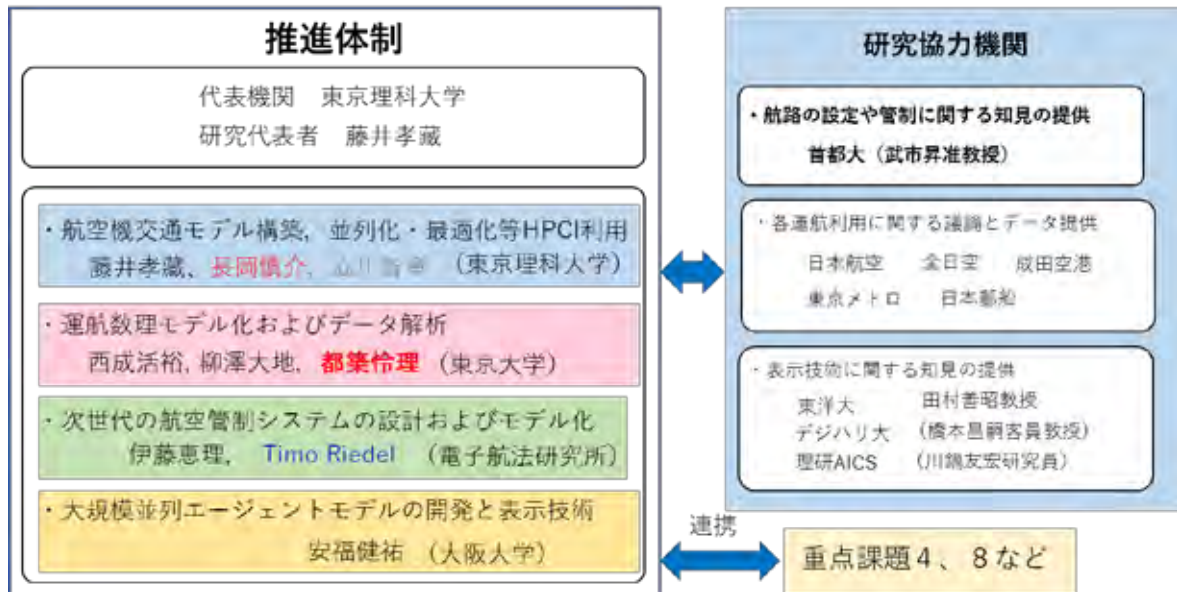 推進体制
代表機関　東京理科大学
研究代表者　藤井孝藏
・航空機交通モデル構築, 並列化・最適化等HPCI利用
藤井孝藏、長岡慎介,（東京理科大学）
・運航数理モデル化およびデータ解析
西成活裕, 柳澤大地、都築怜理（東京大学）
・次世代の航空管制システムの設計およびモデル化
伊藤恵理, Timo Riedel（電子航法研究所）
・大規模並列エージェントモデルの開発と表示技術
安福健祐（大阪大学）
研究協力機関
・航路の設定や管制に関する知見の提供
首都大（武市昇准教授）
・各運航利用に関する議論とデータ提供
日本航空　全日空　成田空港
東京メトロ　日本郵船
・表示技術に関する知見の提供
東洋大　田村善昭教授
デジハリ大（橋本昌嗣客員教授）
理研AICS（川鍋友宏研究員）
連携
重点課題４、８など